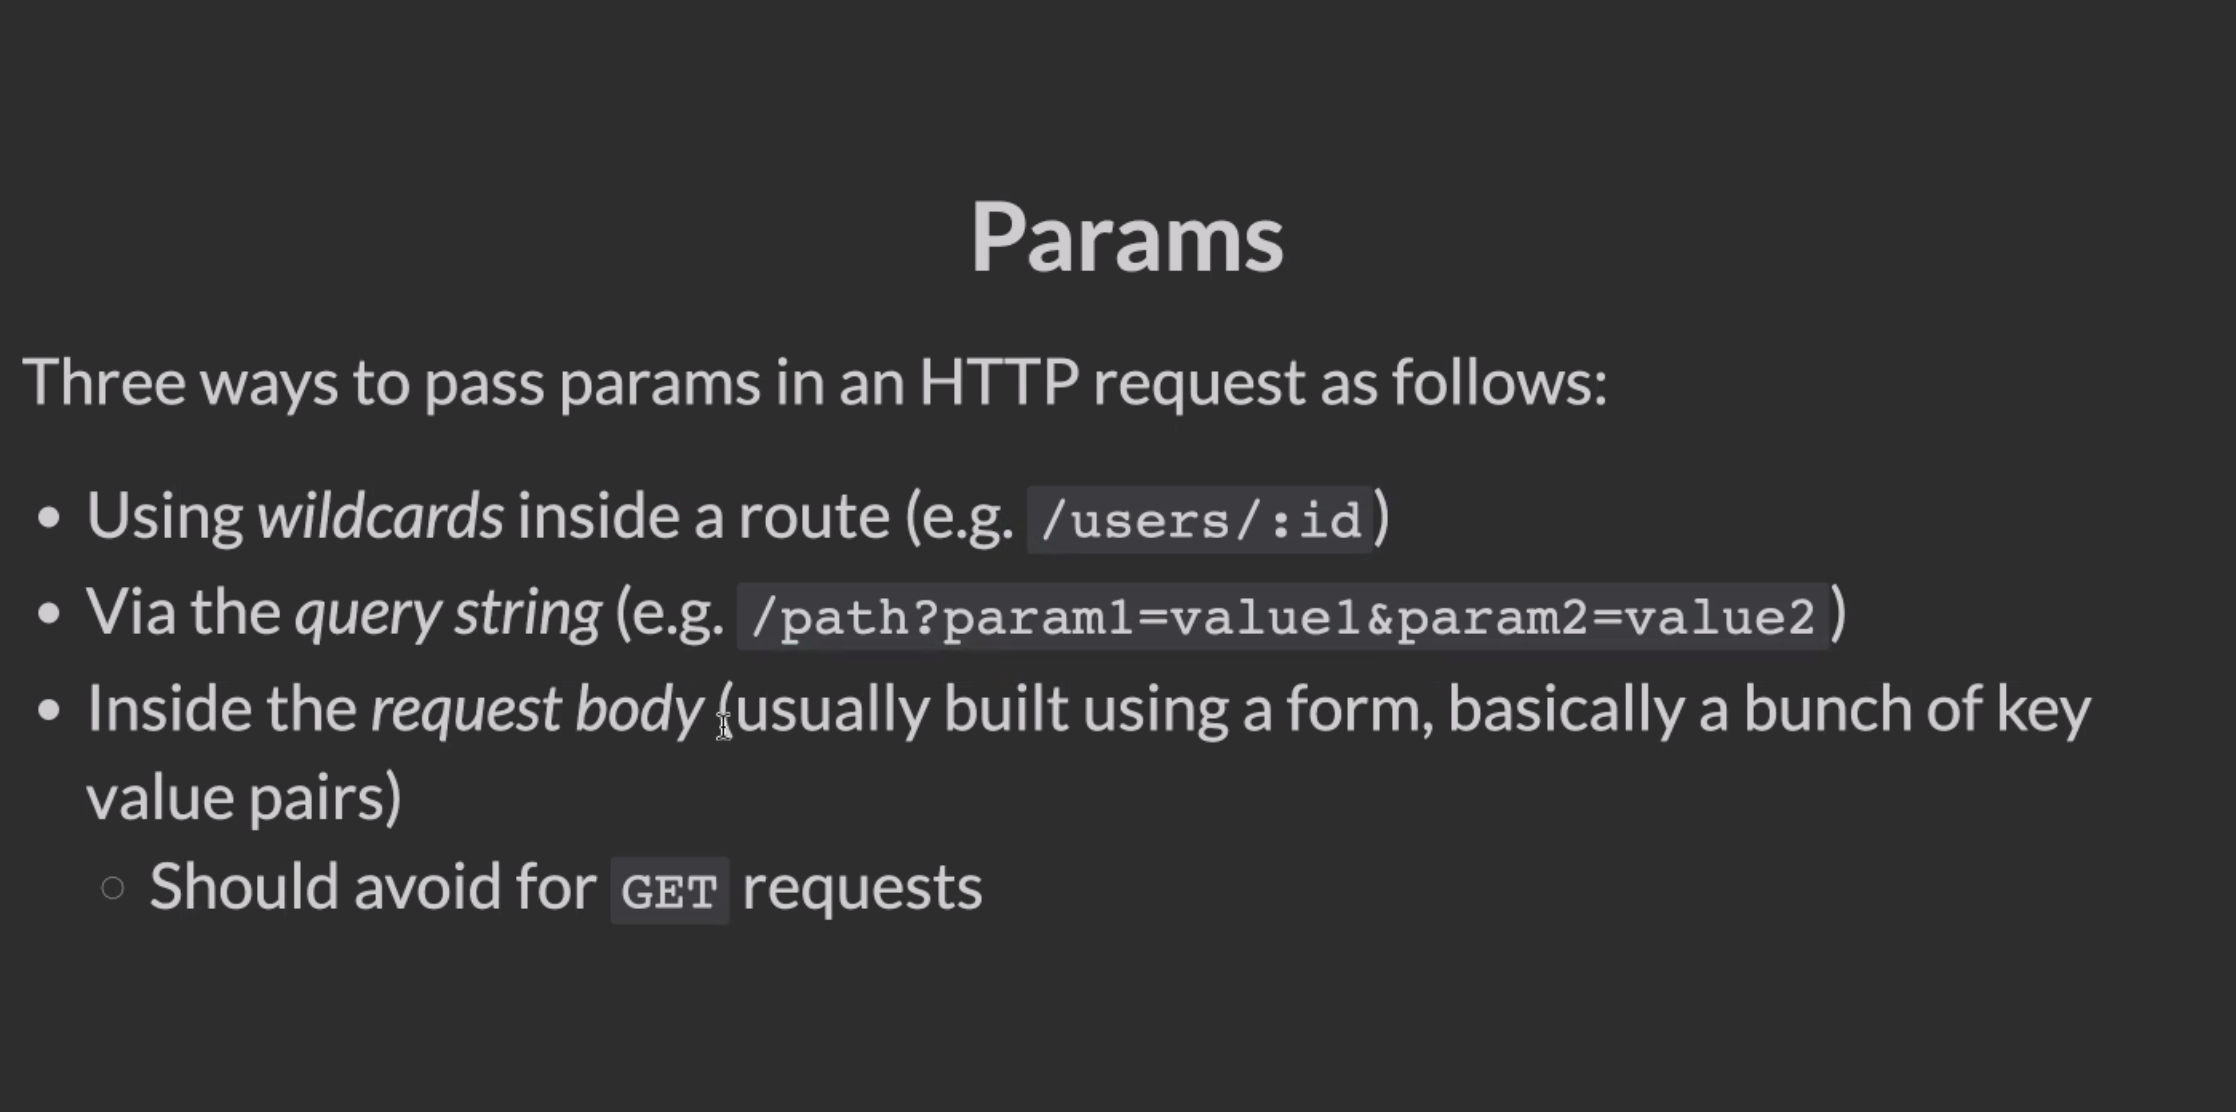 Params
Three ways to pass params in an HTTP request as follows:
• Using wildcards inside a route (e.g. /users/:id)
• Via the query string (e.g. /path?param1=value1&param2=value2)
• Inside the request body (usually built using a form, basically a bunch of key
value pairs)
○ Should avoid for GET requests